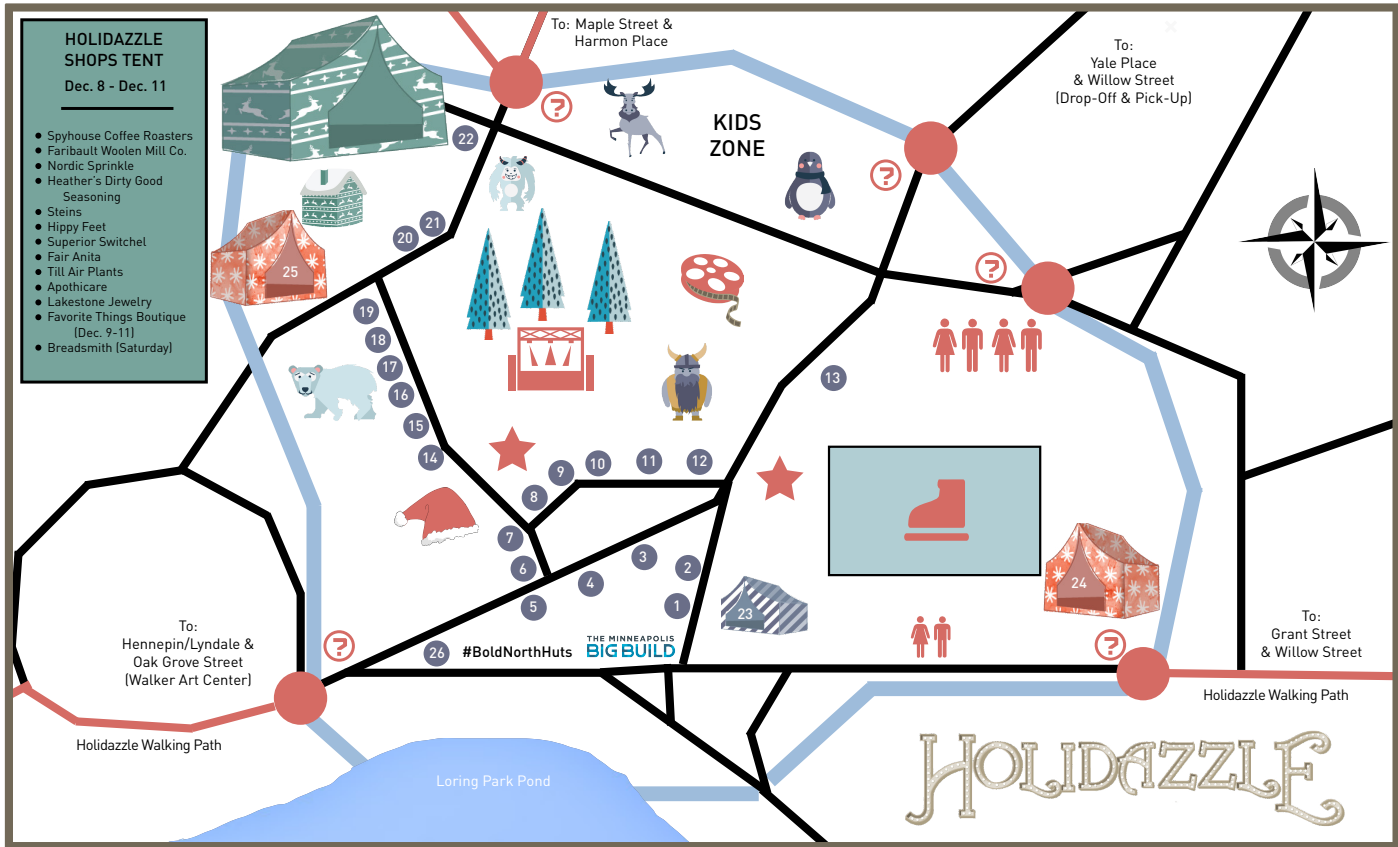 HOLIDAZZLE
SHOPS TENT
Dec. 8 - Dec. 11
● Spyhouse Coffee Roasters
● Faribault Woolen Mill Co.
● Nordic Sprinkle
● Heather's Dirty Good
Seasoning
● Steins
● Hippy Feet
● Superior Switchel
● Fair Anita
● Till Air Plants
● Apothicare
● Lakestone Jewelry
● Favorite Things Boutique
(Dec. 9-11)
● Breadsmith (Saturday)
To: Maple Street &
Harmon Place
To:
Yale Place
& Willow Street
(Drop-Off & Pick-Up)
?
KIDS
ZONE
22
?
21
20
25
?
19
18
17
16
15
14
13
12
11
10
9
8
7
6
5
4
3
2
1
23
24
26
#BoldNorthHuts
THE MINNEAPOLIS
BIG BUILD
?
?
To:
Hennepin/Lyndale &
Oak Grove Street
(Walker Art Center)
Holidazzle Walking Path
To:
Grant Street
& Willow Street
Holidazzle Walking Path
Loring Park Pond
HOLIDAZZLE